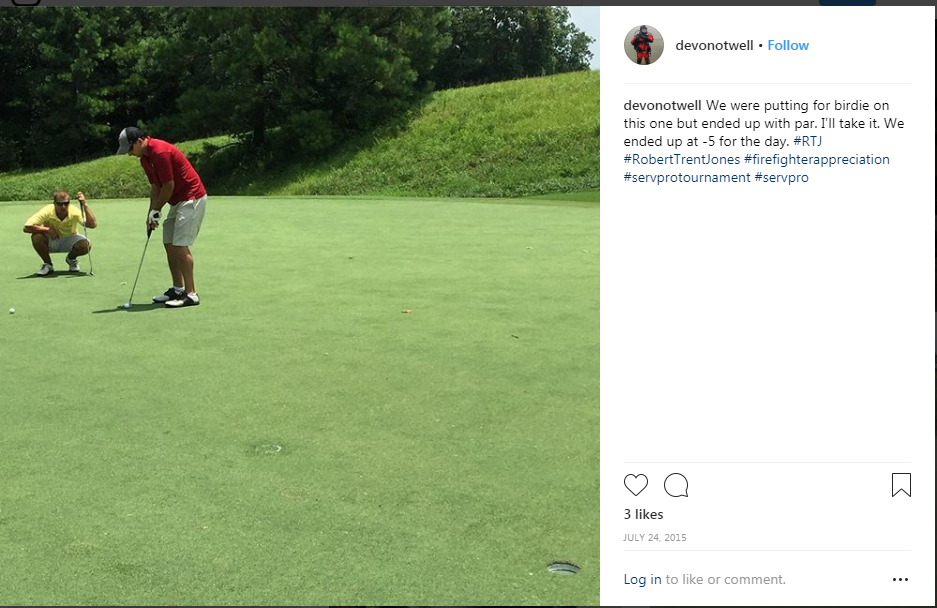 devonotwell • Follow
devonotwell We were putting for birdie on
this one but ended up with par. I'll take it. We
ended up at -5 for the day. #RTJ
#RobertTrentJones #firefighterappreciation
#servprotournament #servpro
3 likes
JULY 24, 2015
Log in to like or comment.